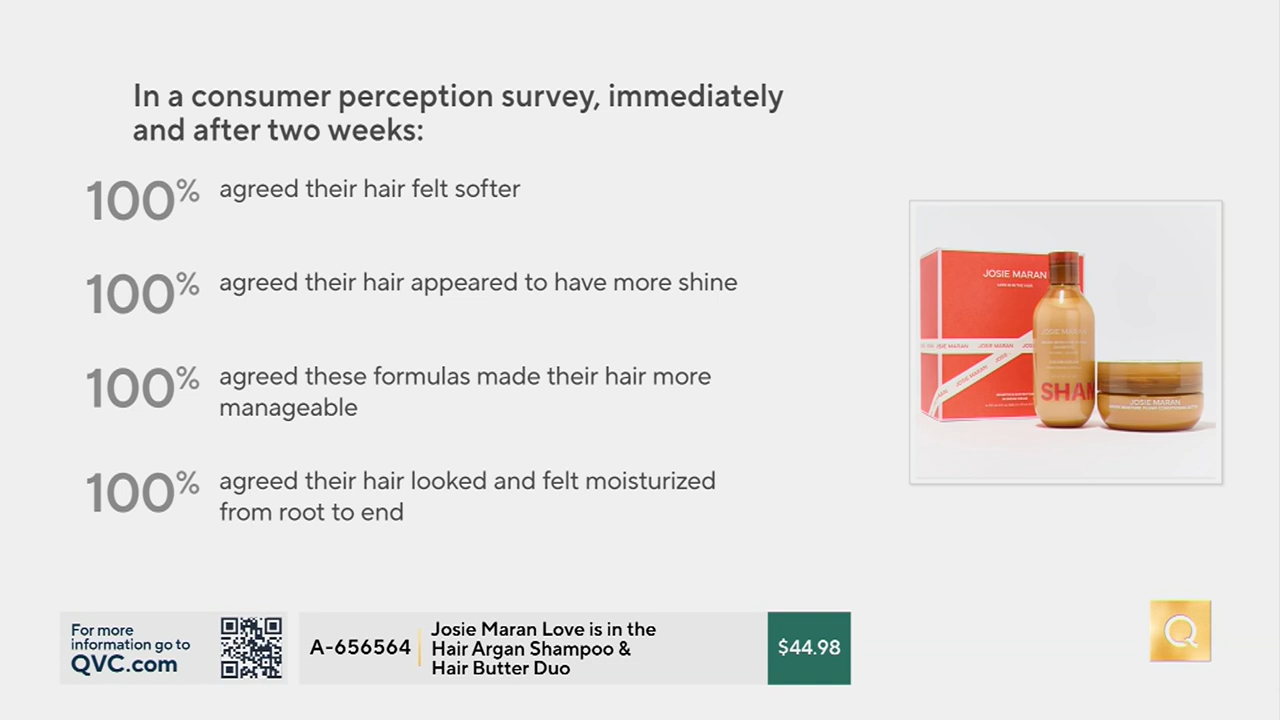 In a consumer perception survey, immediately
and after two weeks:
100% agreed their hair felt softer
100% agreed their hair appeared to have more shine
100% agreed these formulas made their hair more
manageable
100% agreed their hair looked and felt moisturized
from root to end
JOSIE MARAN
JOSIE MARAN
JOSIE MARAN
JOSIE MARAN
JOSIE MARAN
SHAM
JOSIE MARAN
For more
information go to
QVC.com
A-656564
Josie Maran Love is in the
Hair Argan Shampoo &
Hair Butter Duo
$44.98
Q